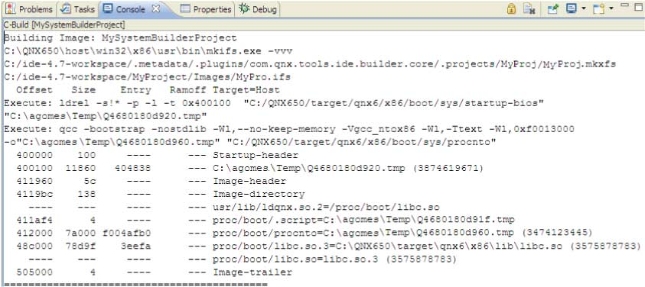 Problems Tasks Console Properties Debug
C-Build [MySystemBuilderProject]
Building Image: MySystemBuilderProject
C:\QNX650\host\win32\x86\usr\bin\mkifs.exe -vvv
C:/ide-4.7-workspace/.metadata/.plugins/com.qnx.tools.ide.builder.core/.projects/MyProj/MyProj.mkxfs
C:/ide-4.7-workspace/MyProject/Images/MyPro.ifs
Offset Size Entry Ramoff Target=Host
Execute: ldrel -s!* -p -l -t 0x400100 "C:/QNX650/target/qnx6/x86/boot/sys/startup-bios"
"C:\agomes\Temp\Q4680180d920.tmp"
Execute: qcc -bootstrap -nostdlib -Wl,--no-keep-memory -Vgcc_ntox86 -Wl,-Ttext -Wl,0xf0013000
-o"C:\agomes\Temp\Q4680180d960.tmp" "C:/QNX650/target/qnx6/x86/boot/sys/procnto"
400000 100 ---- --- Startup-header
400100 11860 404838 --- C:\agomes\Temp\Q4680180d920.tmp (3874619671)
411960 5c ---- --- Image-header
4119bc 138 ---- --- Image-directory
---- --- ---- --- usr/lib/ldqnx.so.2=/proc/boot/libc.so
411af4 4 ---- --- proc/boot/.script=C:\agomes\Temp\Q4680180d91f.tmp
412000 7a000 f004afb0 --- proc/boot/procnto=C:\agomes\Temp\Q4680180d960.tmp (3474123445)
48c000 78d9f 3eefa --- proc/boot/libc.so.3=C:\QNX650\target\qnx6\x86\lib\libc.so (3575878783)
---- --- ---- --- proc/boot/libc.so=libc.so.3 (3575878783)
505000 4 ---- --- Image-trailer